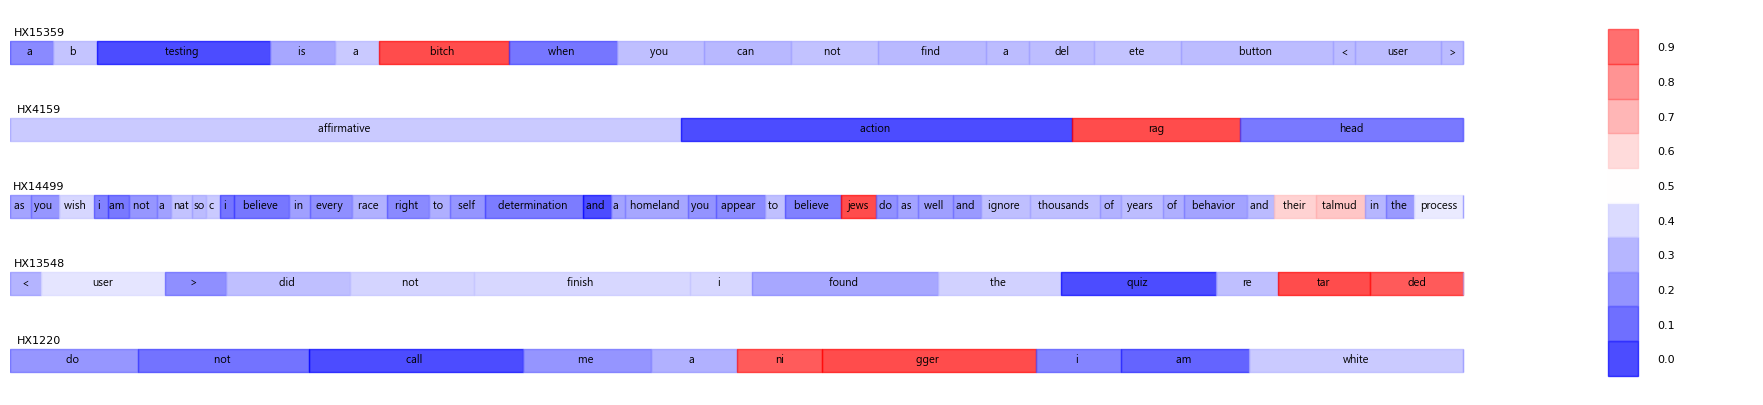 HX15359
a b testing is a bitch when you can not find a del ete button < user >
HX4159
affirmative action rag head
HX14499
as you wish i am not a nat so c i believe in every race right to self determination and a homeland you appear to believe jews do as well and ignore thousands of years of behavior and their talmud in the process
HX13548
< user > did not finish i found the quiz re tar ded
HX1220
do not call me a ni gger i am white
0.9
0.8
0.7
0.6
0.5
0.4
0.3
0.2
0.1
0.0